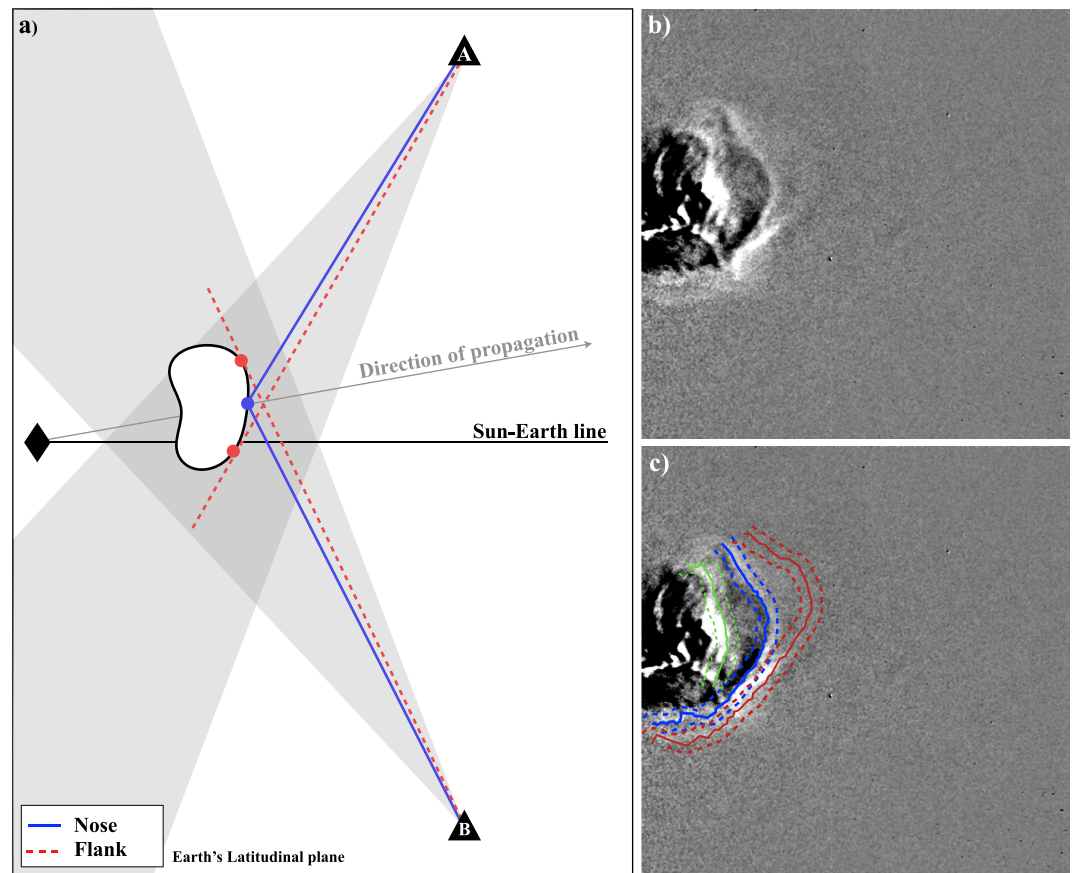 a)
A
Direction of propagation
Sun-Earth line
B
Nose
Flank
Earth's Latitudinal plane
b)
c)